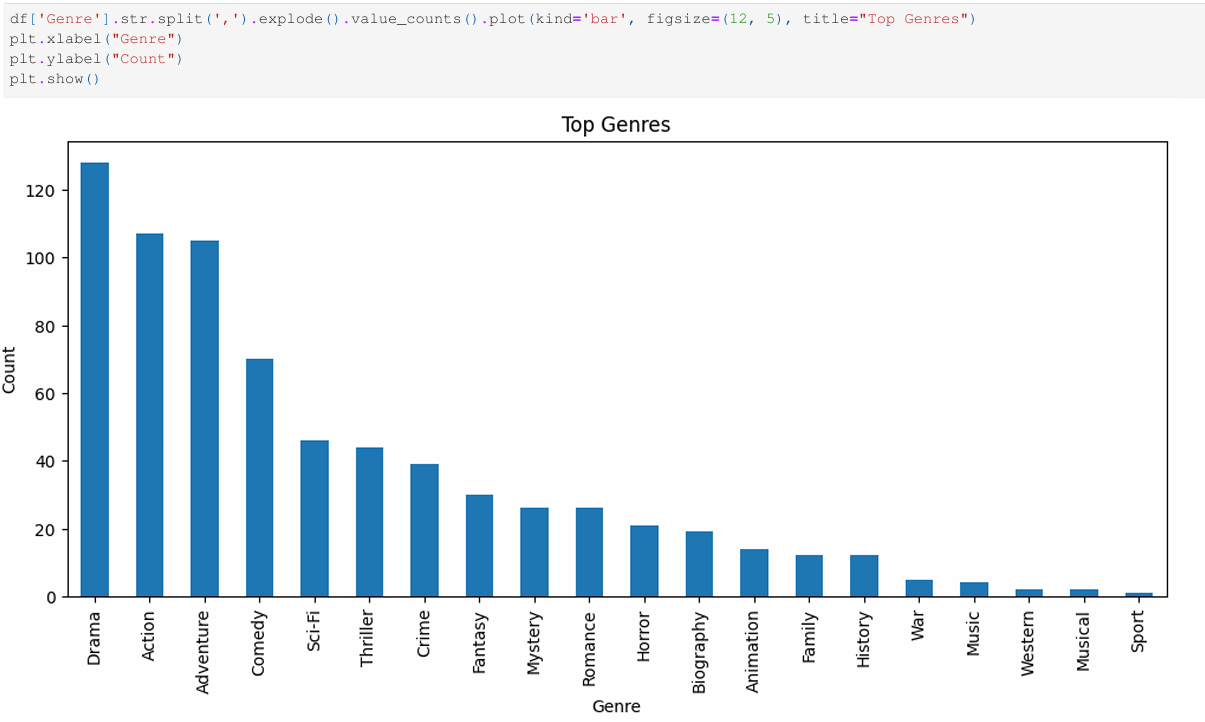 df['Genre'].str.split(',').explode().value_counts().plot(kind='bar', figsize=(12, 5), title="Top Genres")
plt.xlabel("Genre")
plt.ylabel("Count")
plt.show()
Top Genres
120
100
80
60
40
20
0
Count
Drama
Action
Adventure
Comedy
Sci-Fi
Thriller
Crime
Fantasy
Mystery
Romance
Horror
Biography
Animation
Family
History
War
Music
Western
Musical
Sport
Genre